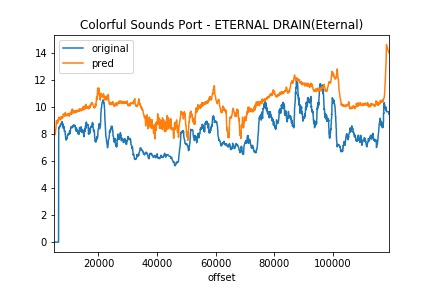 Colorful Sounds Port - ETERNAL DRAIN(Eternal)
original
pred
14
12
10
8
6
4
2
0
20000 40000 60000 80000 100000
offset